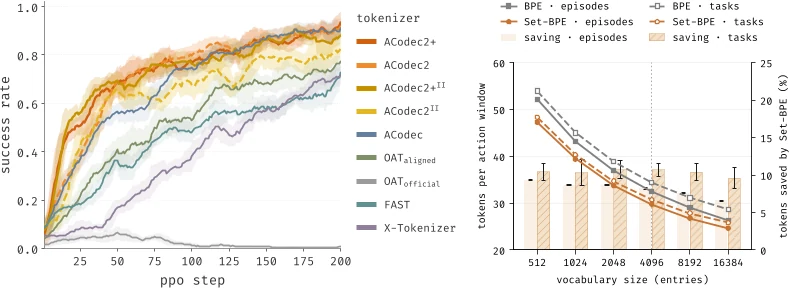 1.0
0.8
0.6
0.4
0.2
0.0
success rate
25 50 75 100 125 150 175 200
ppo step
tokenizer
ACodec2+
ACodec2
ACodec2+II
ACodec2II
ACodec
OATaligned
OATofficial
FAST
X-Tokenizer
BPE · episodes
BPE · tasks
Set-BPE · episodes
Set-BPE · tasks
saving · episodes
saving · tasks
60
50
40
30
20
tokens per action window
25
20
15
10
5
0
tokens saved by Set-BPE (%)
512 1024 2048 4096 8192 16384
vocabulary size (entries)